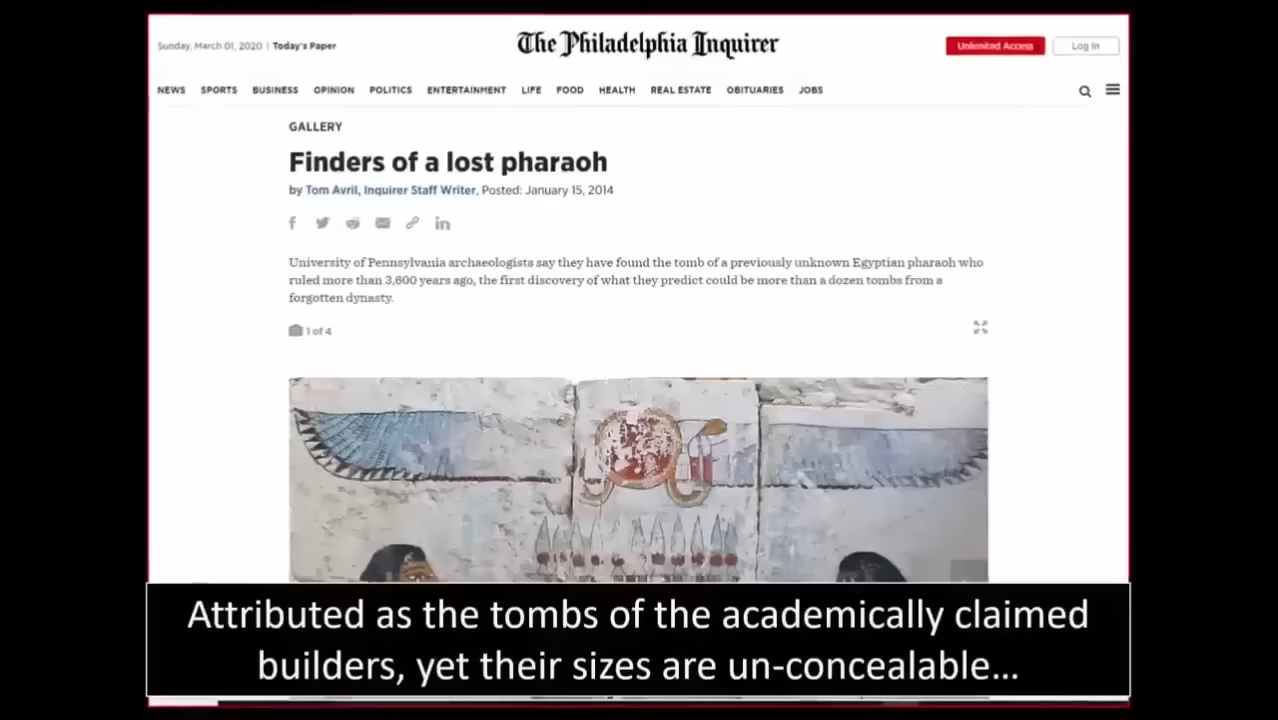 Sunday, March 01, 2020 | Today's Paper
The Philadelphia Inquirer
Unlimited Access
Log In
NEWS SPORTS BUSINESS OPINION POLITICS ENTERTAINMENT LIFE FOOD HEALTH REAL ESTATE OBITUARIES JOBS
GALLERY
Finders of a lost pharaoh
by Tom Avril, Inquirer Staff Writer, Posted: January 15, 2014
University of Pennsylvania archaeologists say they have found the tomb of a previously unknown Egyptian pharaoh who
ruled more than 3,600 years ago, the first discovery of what they predict could be more than a dozen tombs from a
forgotten dynasty.
1 of 4
Attributed as the tombs of the academically claimed
builders, yet their sizes are un-concealable...